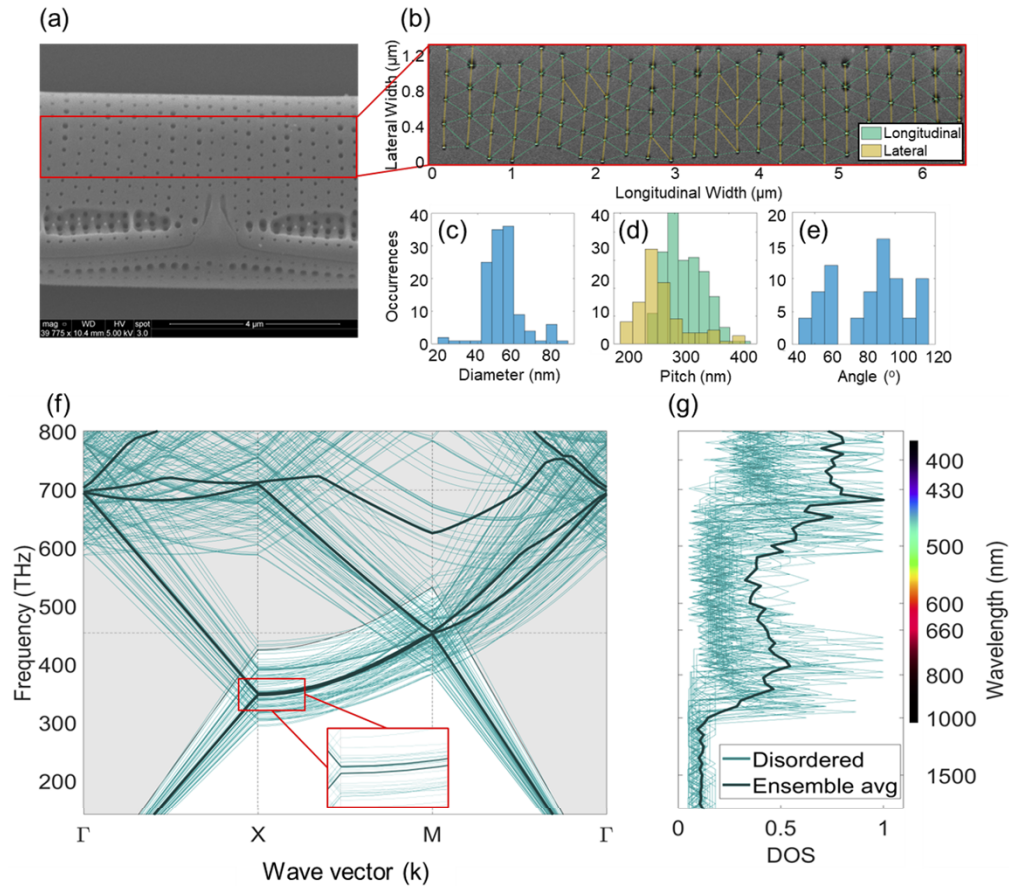 (a)
mag ○ WD HV spot
39 775 x 10.4 mm 5.00 kV 3.0
4 µm
(b)
Lateral Width (µm)
1.2
0.8
0.4
0
Longitudinal
Lateral
0 1 2 3 4 5 6
Longitudinal Width (µm)
(c)
Occurrences
40
30
20
10
0
20 40 60 80
Diameter (nm)
(d)
40
30
20
10
0
200 300 400
Pitch (nm)
(e)
20
15
10
5
0
40 60 80 100 120
Angle (º)
(f)
Frequency (THz)
800
700
600
500
400
300
200
Γ X M Γ
Wave vector (k)
(g)
Disordered
Ensemble avg
0 0.5 1
DOS
400
430
500
600
660
800
1000
1500
Wavelength (nm)